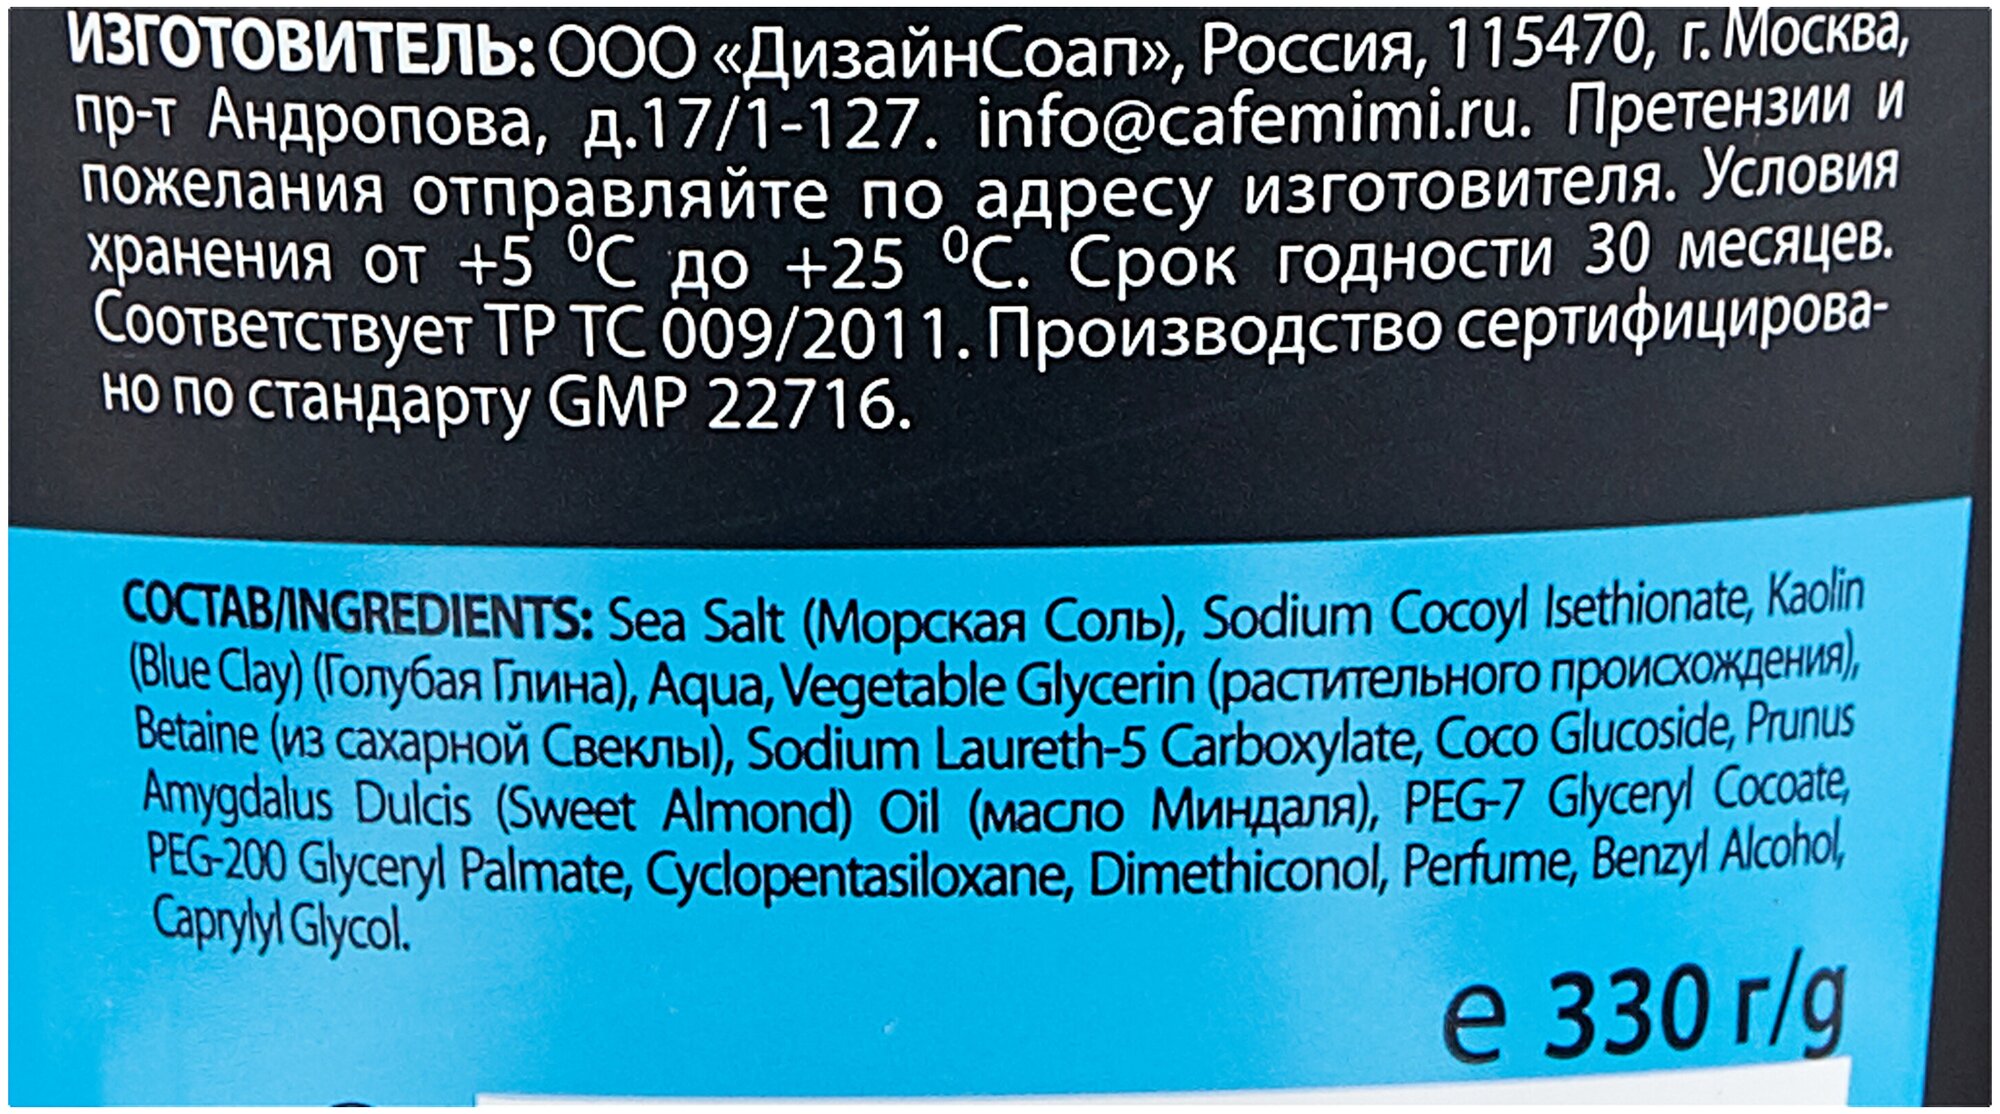 ИЗГОТОВИТЕЛЬ: ООО «ДизайнСоап», Россия, 115470, г. Москва,
пр-т Андропова, д.17/1-127. info@cafemimi.ru. Претензии и
пожелания отправляйте по адресу изготовителя. Условия
хранения от +5 ⁰С до +25 ⁰С. Срок годности 30 месяцев.
Соответствует ТР ТС 009/2011. Производство сертифицирова-
но по стандарту GMP 22716.
СОСТАВ/INGREDIENTS: Sea Salt (Морская Соль), Sodium Cocoyl Isethionate, Kaolin
(Blue Clay) (Голубая Глина), Aqua, Vegetable Glycerin (растительного происхождения),
Betaine (из сахарной Свеклы), Sodium Laureth-5 Carboxylate, Coco Glucoside, Prunus
Amygdalus Dulcis (Sweet Almond) Oil (масло Миндаля), PEG-7 Glyceryl Cocoate,
PEG-200 Glyceryl Palmate, Cyclopentasiloxane, Dimethiconol, Perfume, Benzyl Alcohol,
Caprylyl Glycol.
e 330 г/g